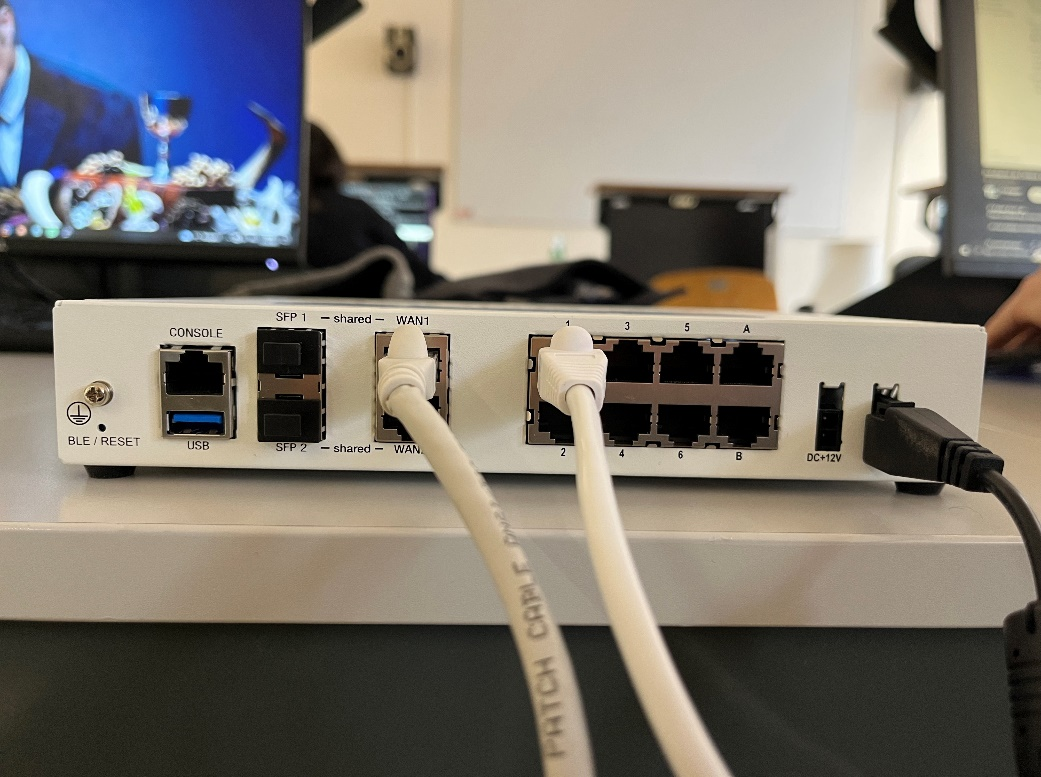 SFP 1 – shared – WAN1
1 3 5 A
CONSOLE
BLE / RESET
USB
SFP 2 – shared –
2 4 6 B
DC+12V
PATCH CABLE